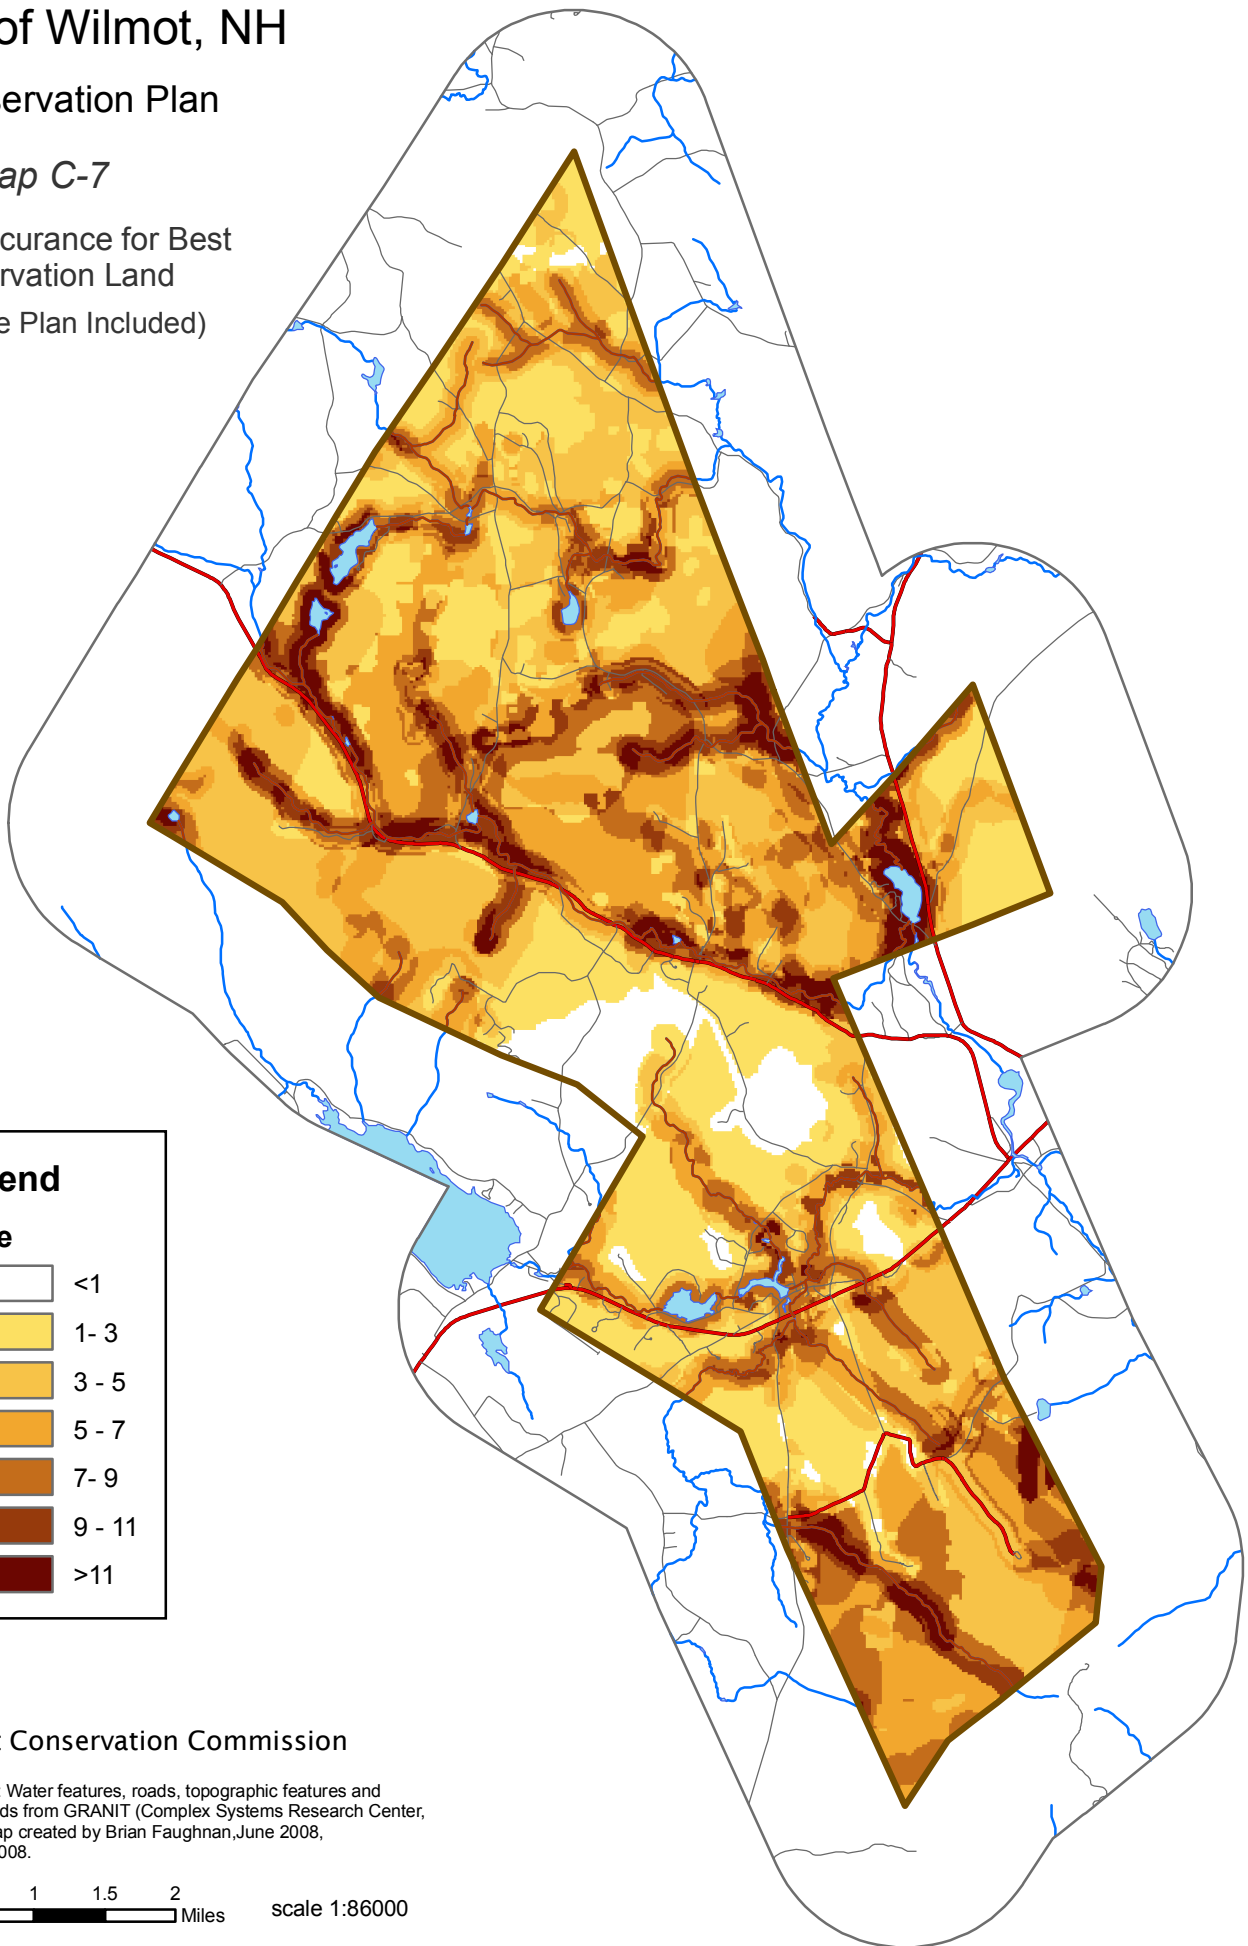 of Wilmot, NH
servation Plan
ap C-7
curance for Best
rvation Land
e Plan Included)
end
e
<1
1- 3
3 - 5
5 - 7
7- 9
9 - 11
>11
t Conservation Commission
: Water features, roads, topographic features and
ds from GRANIT (Complex Systems Research Center,
ap created by Brian Faughnan,June 2008,
008.
1 1.5 2
Miles
scale 1:86000